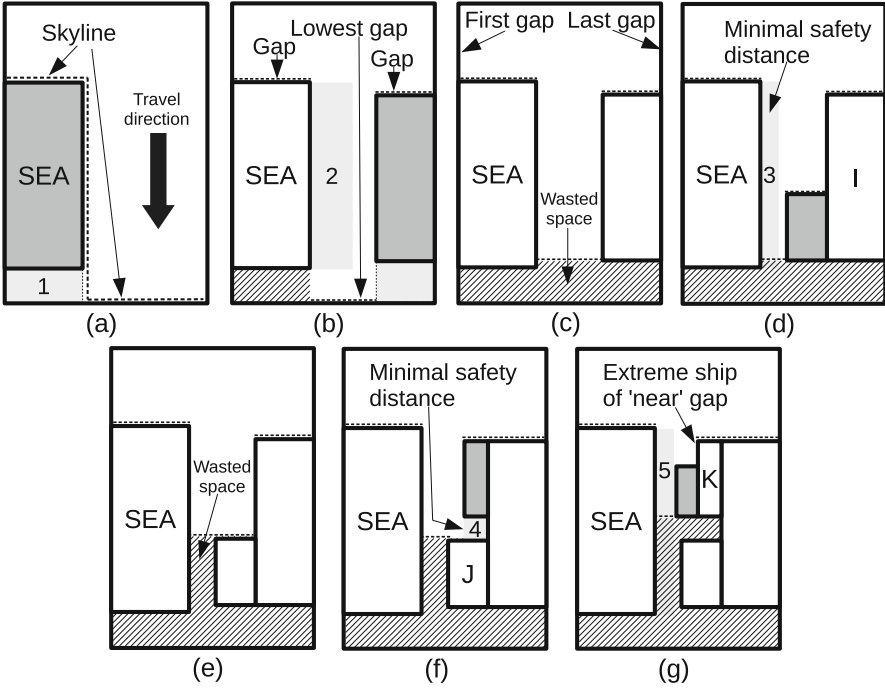 Skyline
Travel
direction
SEA
1
(a)
Lowest gap
Gap
Gap
SEA
2
(b)
First gap
Last gap
SEA
Wasted
space
(c)
Minimal safety
distance
SEA
3
I
(d)
Wasted
space
SEA
(e)
Minimal safety
distance
SEA
4
J
(f)
Extreme ship
of 'near' gap
5
K
SEA
(g)